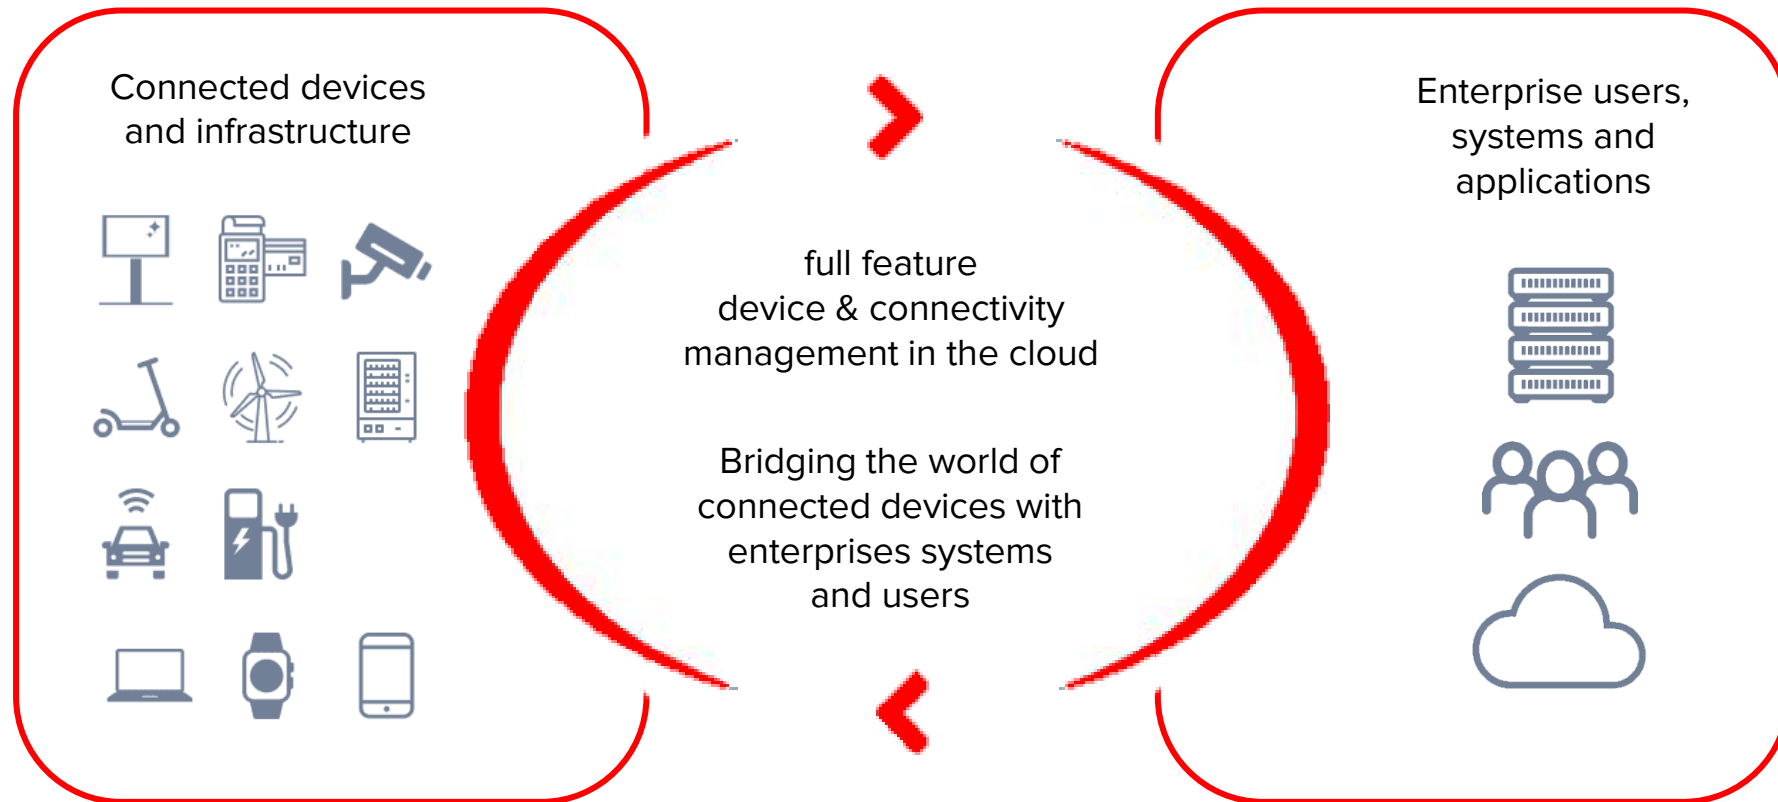 Connected devices
and infrastructure
full feature
device & connectivity
management in the cloud
Bridging the world of
connected devices with
enterprises systems
and users
Enterprise users,
systems and
applications